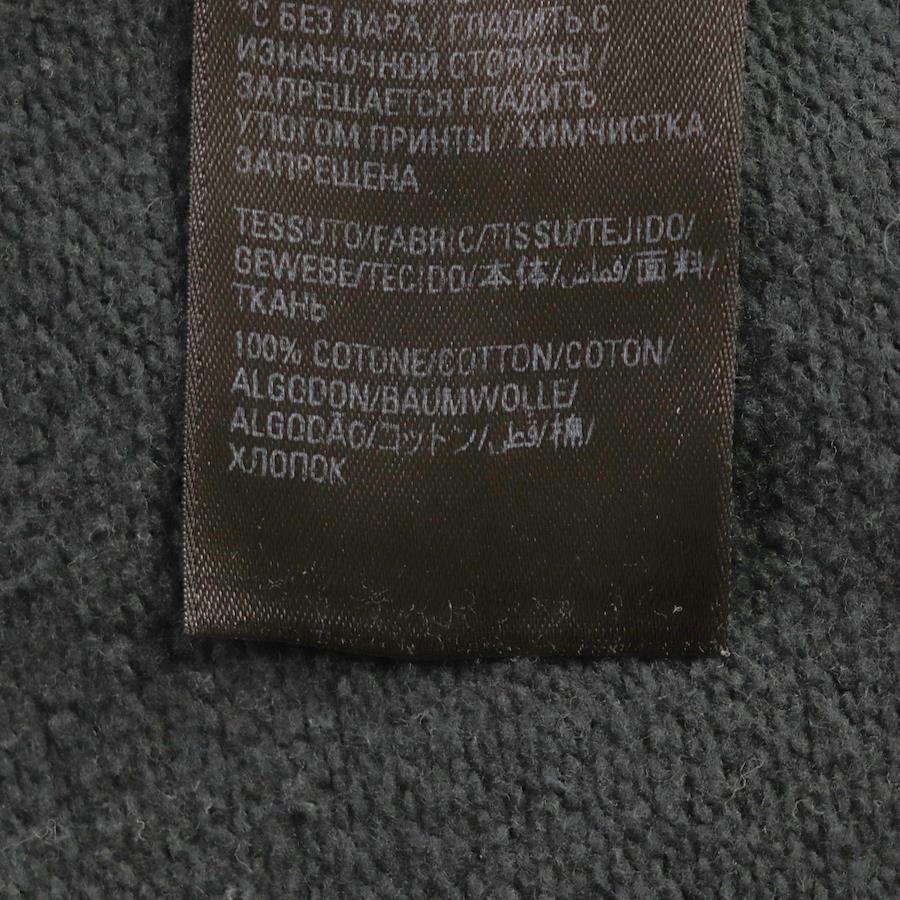 °C БЕЗ ПАРА / ГЛАДИТЬ С
ИЗНАНОЧНОЙ СТОРОНЫ /
ЗАПРЕЩАЕТСЯ ГЛАДИТЬ
УТЮГОМ ПРИНТЫ / ХИМЧИСТКА
ЗАПРЕЩЕНА
TESSUTO/FABRIC/TISSU/TEJIDO/
GEWEBE/TECIDO/本体/قماش/面料/
ТКАНЬ
100% COTONE/COTTON/COTON/
ALGODON/BAUMWOLLE/
ALGODÃO/コットン/قطن/棉/
ХЛОПОК